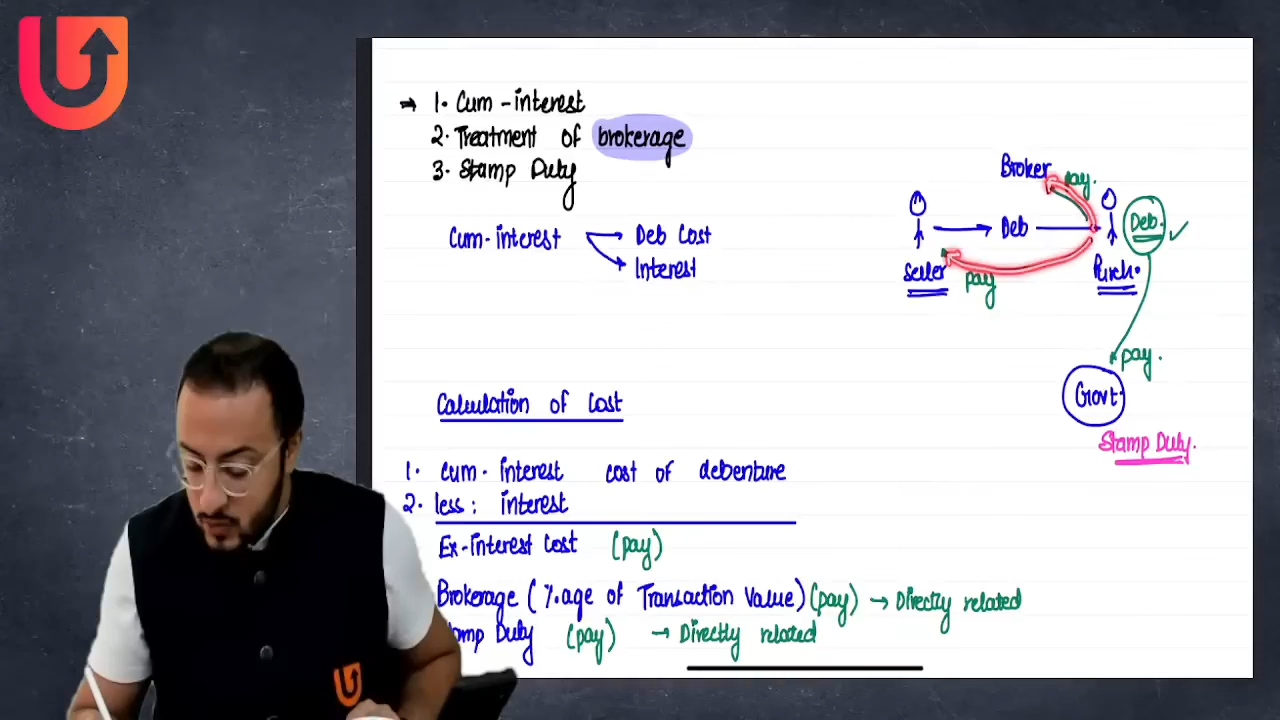 → 1. Cum-interest
2. Treatment of brokerage
3. Stamp Duty
Cum-interest → Deb Cost
→ Interest
Broker pay.
Deb Deb. ✓
Seller pay Purch.
pay.
Govt.
Stamp Duty.
Calculation of Cost
1. Cum-interest cost of debenture
2. less: interest
Ex-interest Cost (pay)
Brokerage (%age of Transaction Value) (pay) → Directly related
Duty (pay) → Directly related